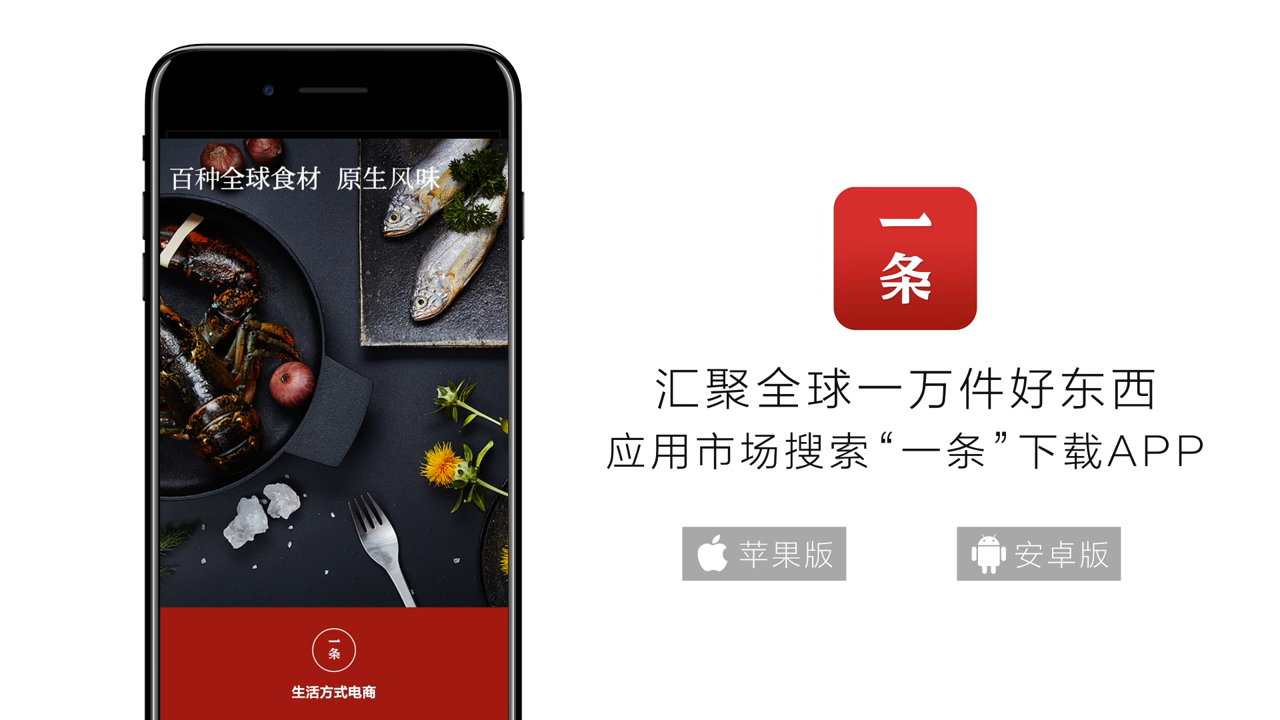 百种全球食材 原生风味
一条
生活方式电商
一条
汇聚全球一万件好东西
应用市场搜索“一条”下载APP
苹果版
安卓版